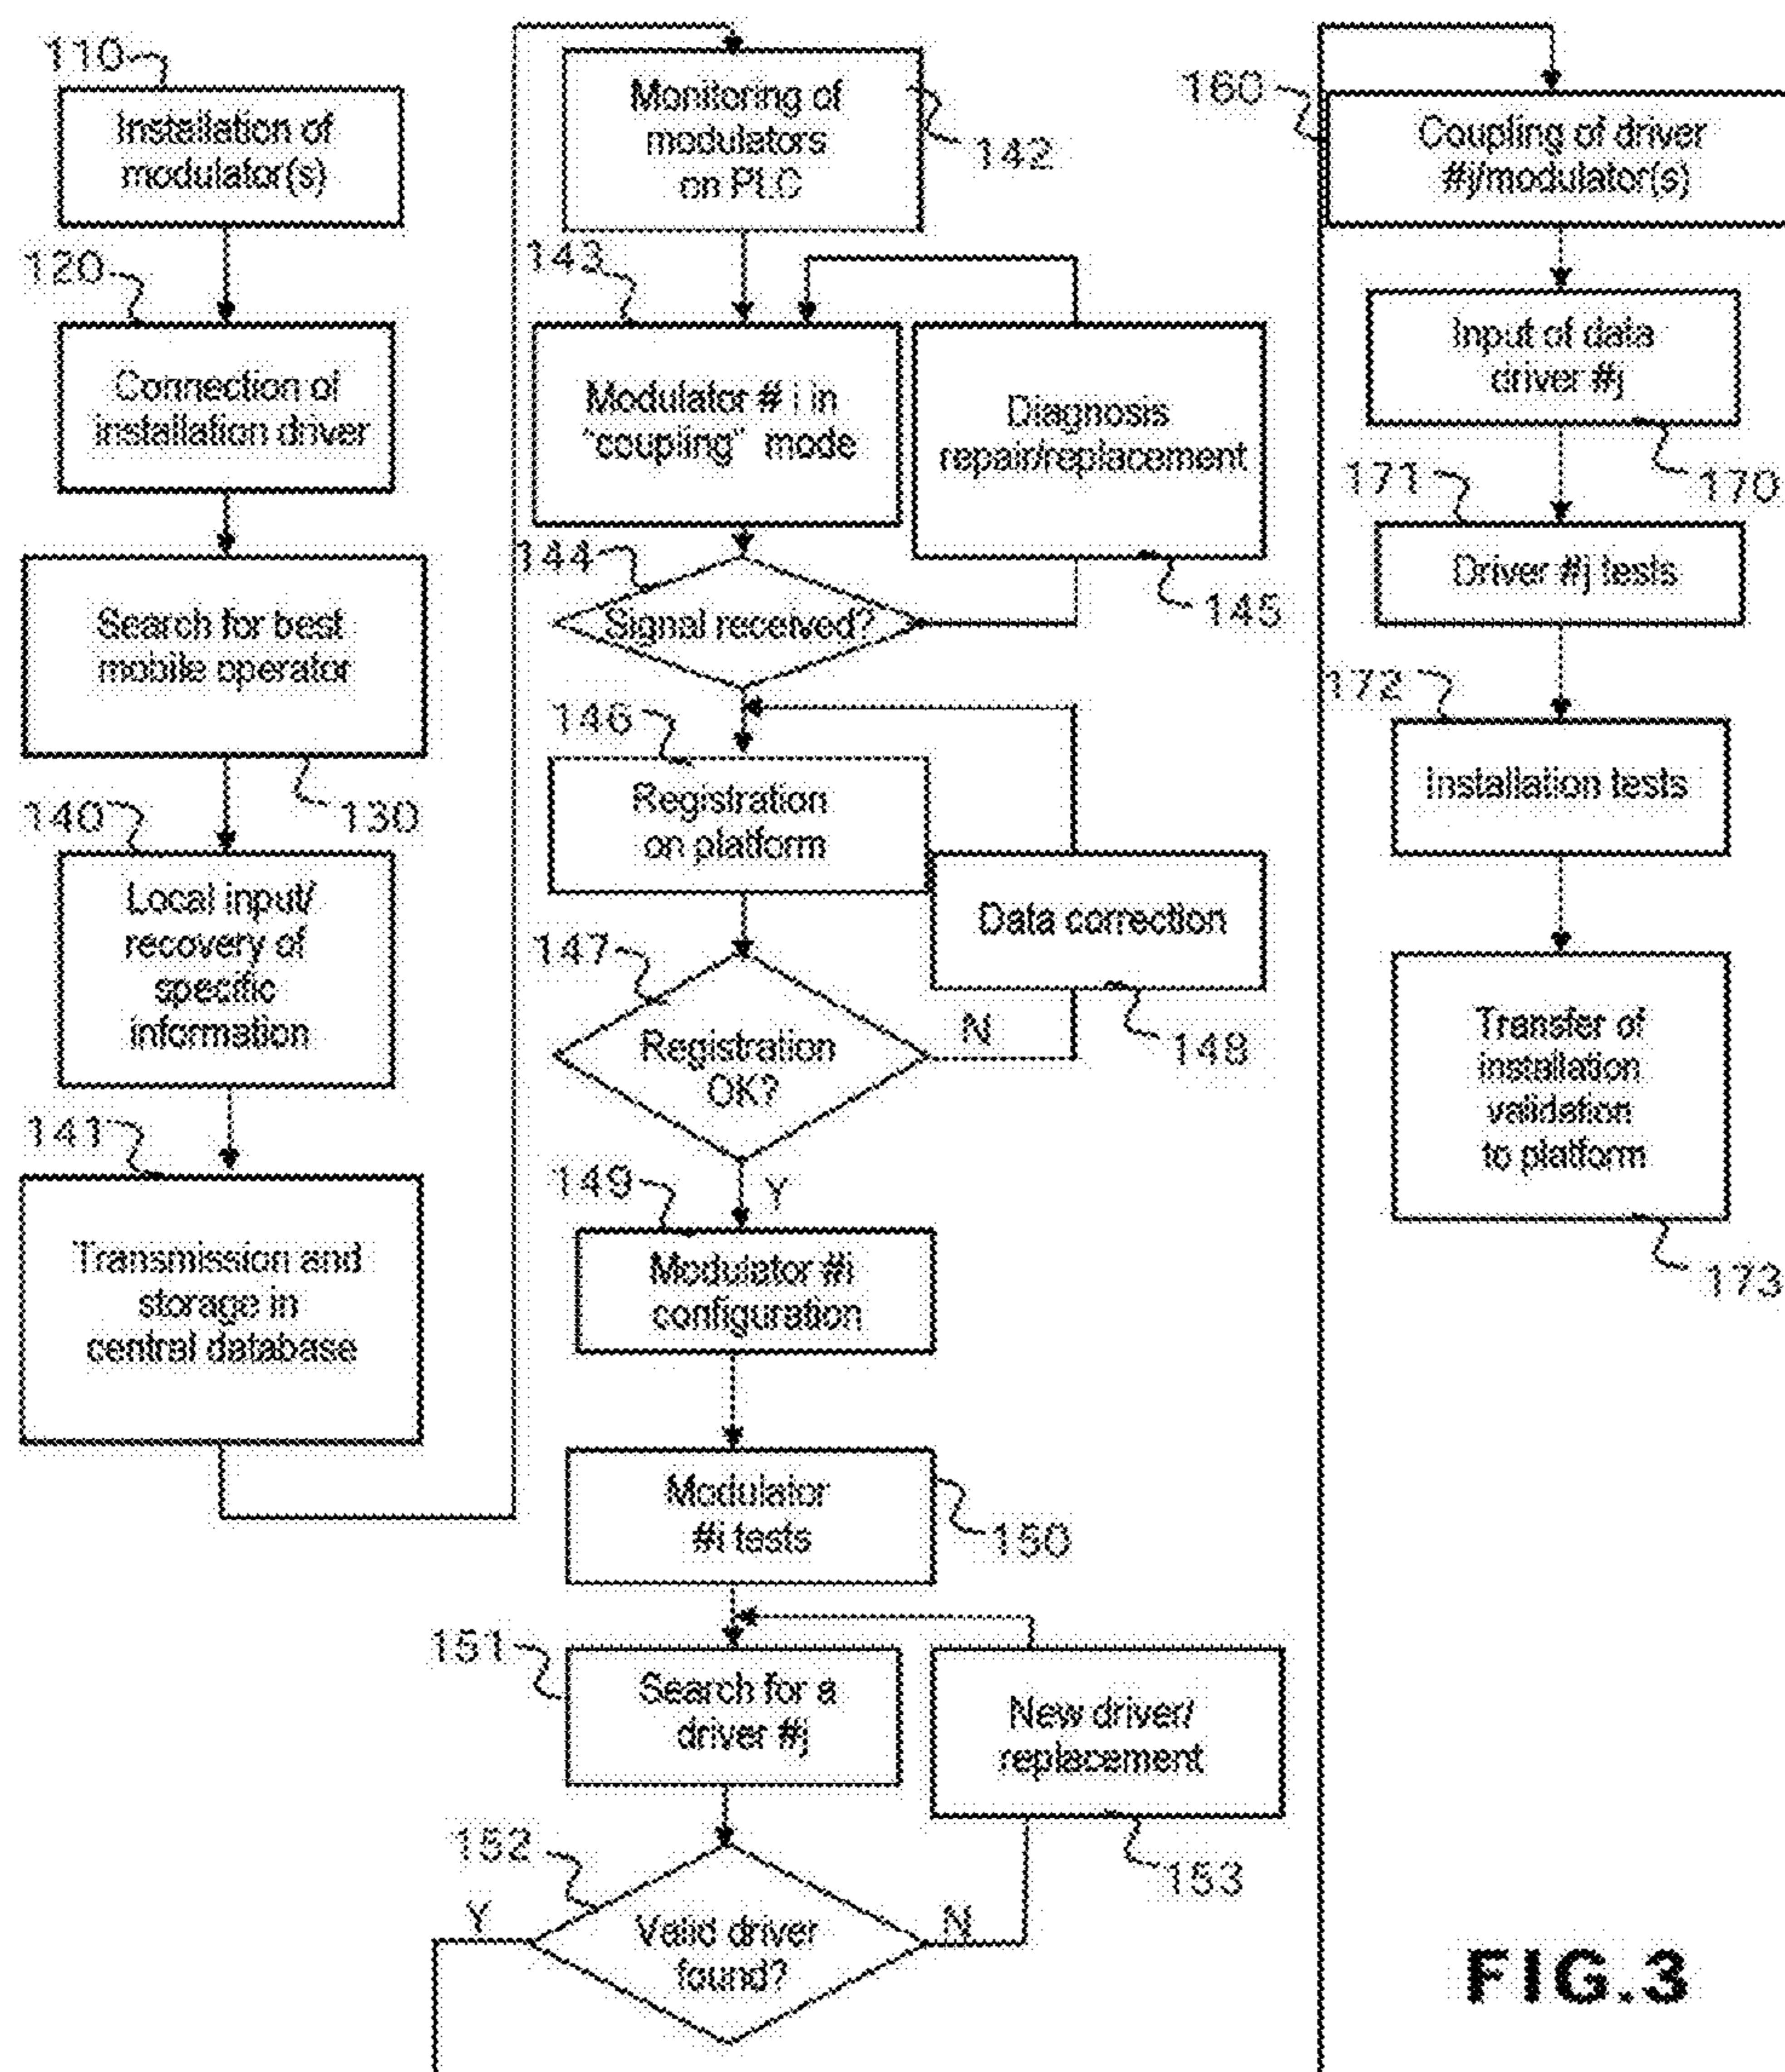 110
Installation of
modulator(s)
120
Connection of
installation driver
Search for best
mobile operator
130
140
Local input/
recovery of
specific
information
141
Transmission and
storage in
central database
Monitoring of
modulators
on PLC
142
143
Modulator # i in
"coupling" mode
Diagnosis
repair/replacement
144
Signal received?
145
146
Registration
on platform
Data correction
147
Registration
OK?
N
148
149
Y
Modulator #i
configuration
Modulator
#i tests
150
151
Search for a
driver #j
New driver/
replacement
152
153
Y
Valid driver
found?
N
160
Coupling of driver
#j/modulator(s)
Input of data
driver #j
170
171
Driver #j tests
172
Installation tests
Transfer of
installation
validation
to platform
173
FIG.3